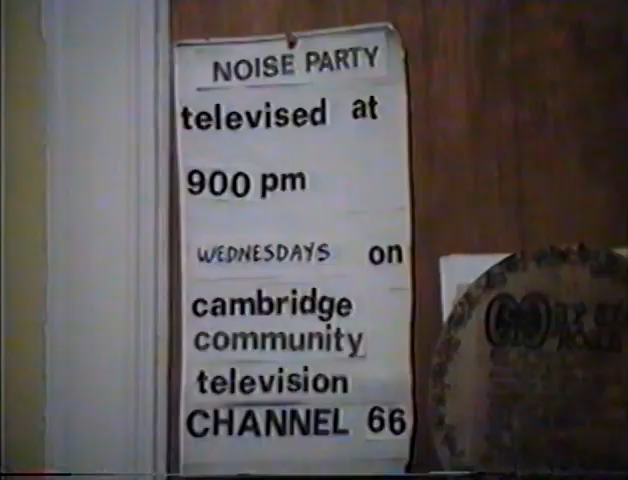 NOISE PARTY
televised at
900 pm
WEDNESDAYS on
cambridge
community
television
CHANNEL 66